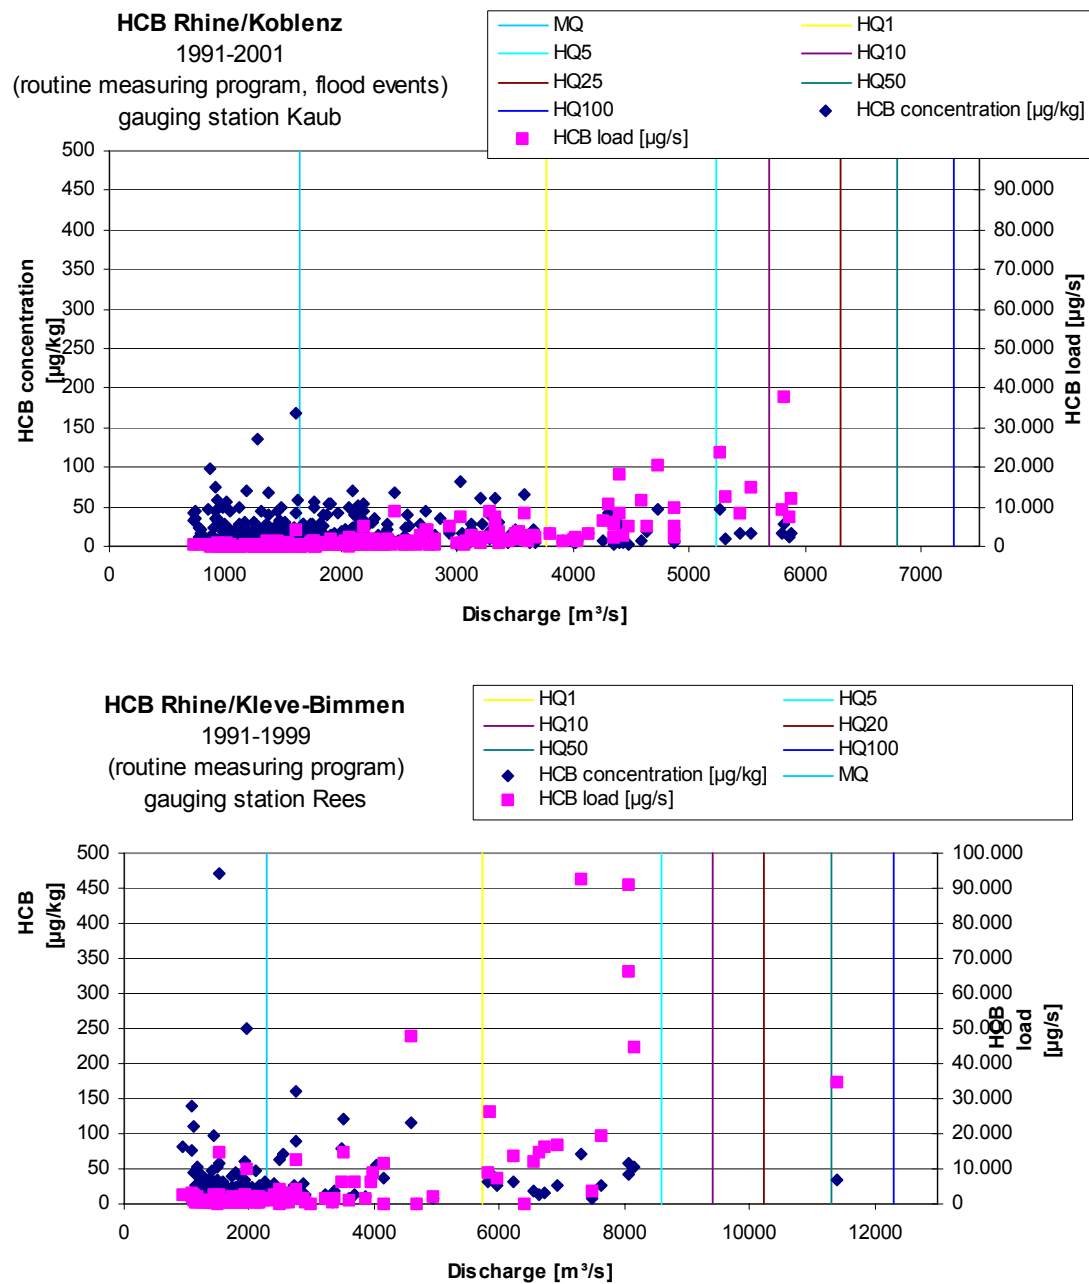 HCB Rhine/Koblenz
1991-2001
(routine measuring program, flood events)
gauging station Kaub
MQ HQ1
HQ5 HQ10
HQ25 HQ50
HQ100 HCB concentration [µg/kg]
HCB load [µg/s]
500
450 90.000
400 80.000
350 70.000
300 60.000
250 50.000
200 40.000
150 30.000
100 20.000
50 10.000
0 0
HCB concentration
[µg/kg]
HCB load [µg/s]
0 1000 2000 3000 4000 5000 6000 7000
Discharge [m³/s]
HCB Rhine/Kleve-Bimmen
1991-1999
(routine measuring program)
gauging station Rees
HQ1 HQ5
HQ10 HQ20
HQ50 HQ100
HCB concentration [µg/kg] MQ
HCB load [µg/s]
500 100.000
450 90.000
400 80.000
350 70.000
300 60.000
250 50.000
200 40.000
150 30.000
100 20.000
50 10.000
0 0
HCB
[µg/kg]
HCB
load
[µg/s]
0 2000 4000 6000 8000 10000 12000
Discharge [m³/s]